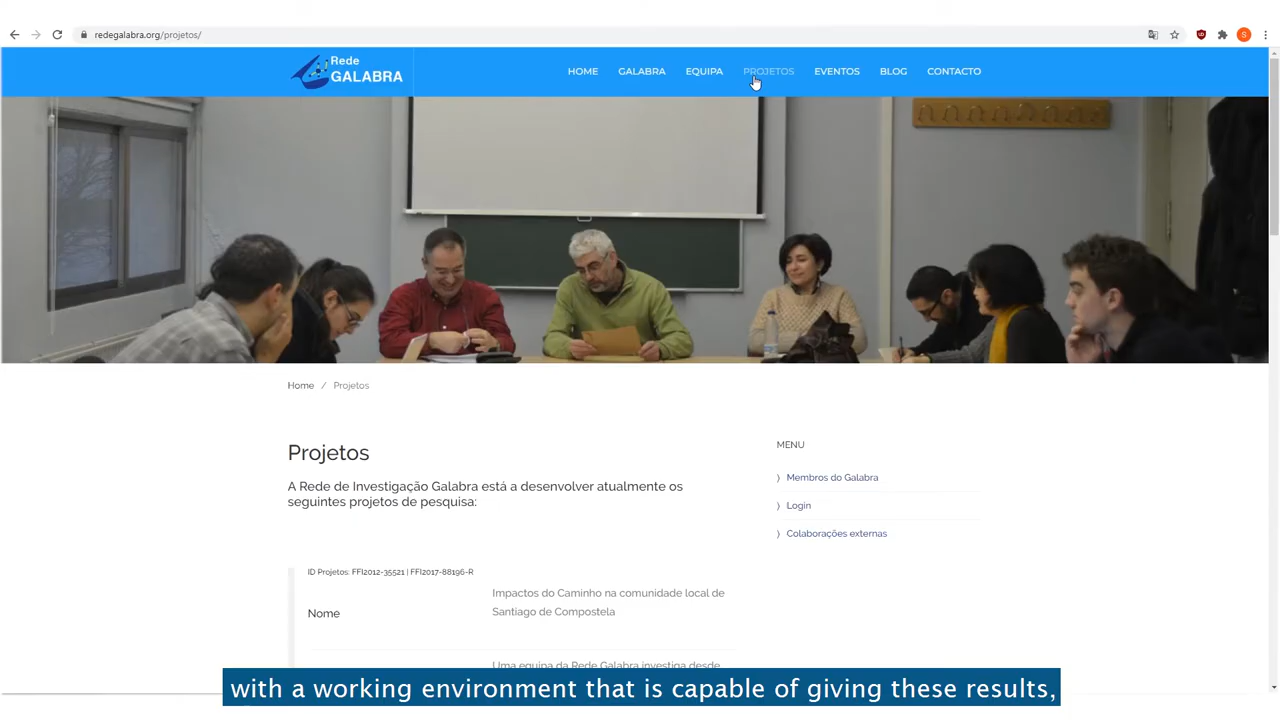 redegalabra.org/projetos/
Rede
GALABRA
HOME GALABRA EQUIPA PROJETOS EVENTOS BLOG CONTACTO
Home / Projetos
Projetos
A Rede de Investigação Galabra está a desenvolver atualmente os
seguintes projetos de pesquisa:
MENU
Membros do Galabra
Login
Colaborações externas
ID Projetos: FFI2012-35521 | FFI2017-88196-R
Nome
Impactos do Caminho na comunidade local de
Santiago de Compostela
Uma equipa da Rede Galabra investiga desde
with a working environment that is capable of giving these results,